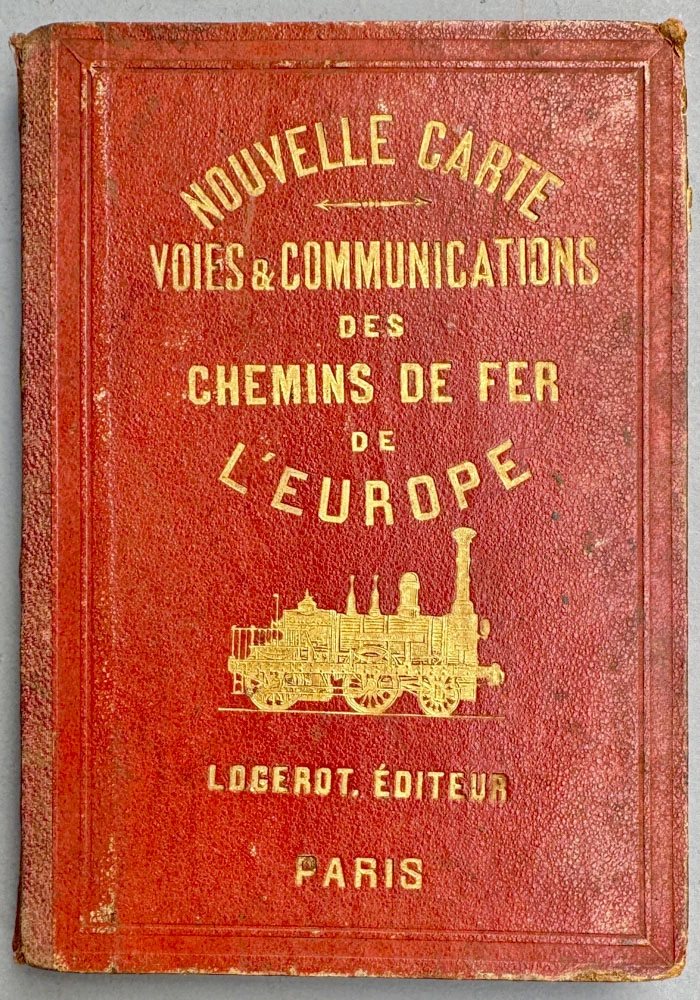 NOUVELLE CARTE
VOIES & COMMUNICATIONS
DES
CHEMINS DE FER
DE
L'EUROPE
LOGEROT, ÉDITEUR
PARIS